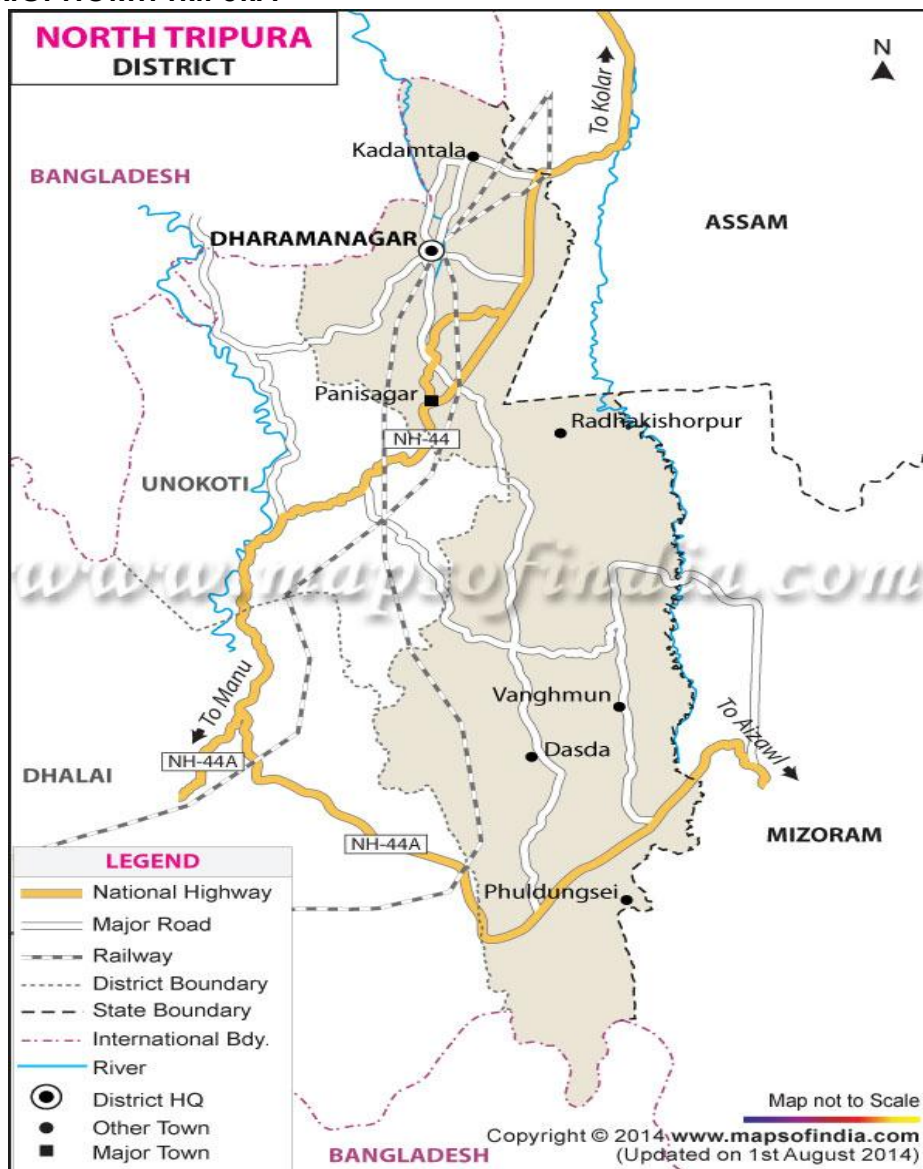 NORTH TRIPURA
DISTRICT
N
To Kolar
Kadamtala
BANGLADESH
ASSAM
DHARAMANAGAR
Panisagar
Radhakishorpur
NH-44
UNOKOTI
www.mapsofindia.com
To Manu
Vanghmun
To Aizawl
Dasda
NH-44A
DHALAI
MIZORAM
NH-44A
Phuldungsei
LEGEND
National Highway
Major Road
Railway
District Boundary
State Boundary
International Bdy.
River
District HQ
Other Town
Major Town
Map not to Scale
Copyright © 2014 www.mapsofindia.com
(Updated on 1st August 2014)
BANGLADESH